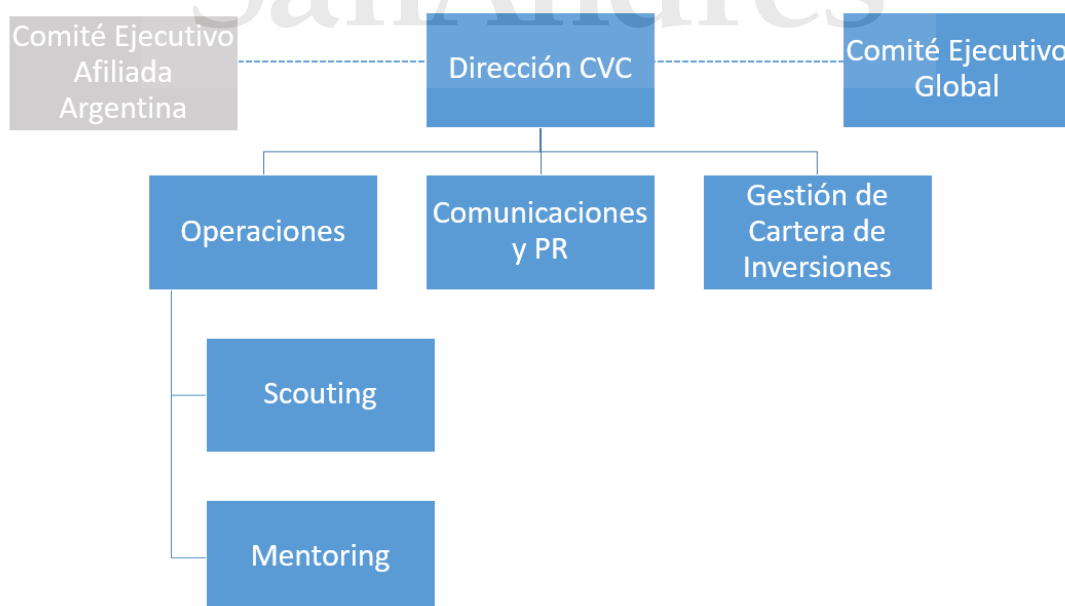 SanAndrés
Comité Ejecutivo
Afiliada
Argentina
Dirección CVC
Comité Ejecutivo
Global
Operaciones
Comunicaciones
y PR
Gestión de
Cartera de
Inversiones
Scouting
Mentoring